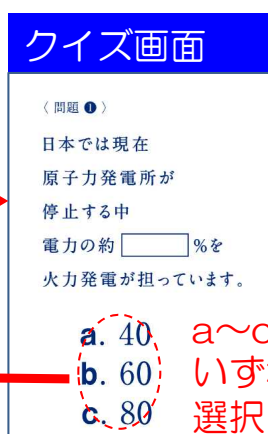 クイズ画面
〈 問題 ❶ 〉
日本では現在
原子力発電所が
停止する中
電力の約 %を
火力発電が担っています。
a. 40
b. 60
c. 80
a〜c
いず
選択